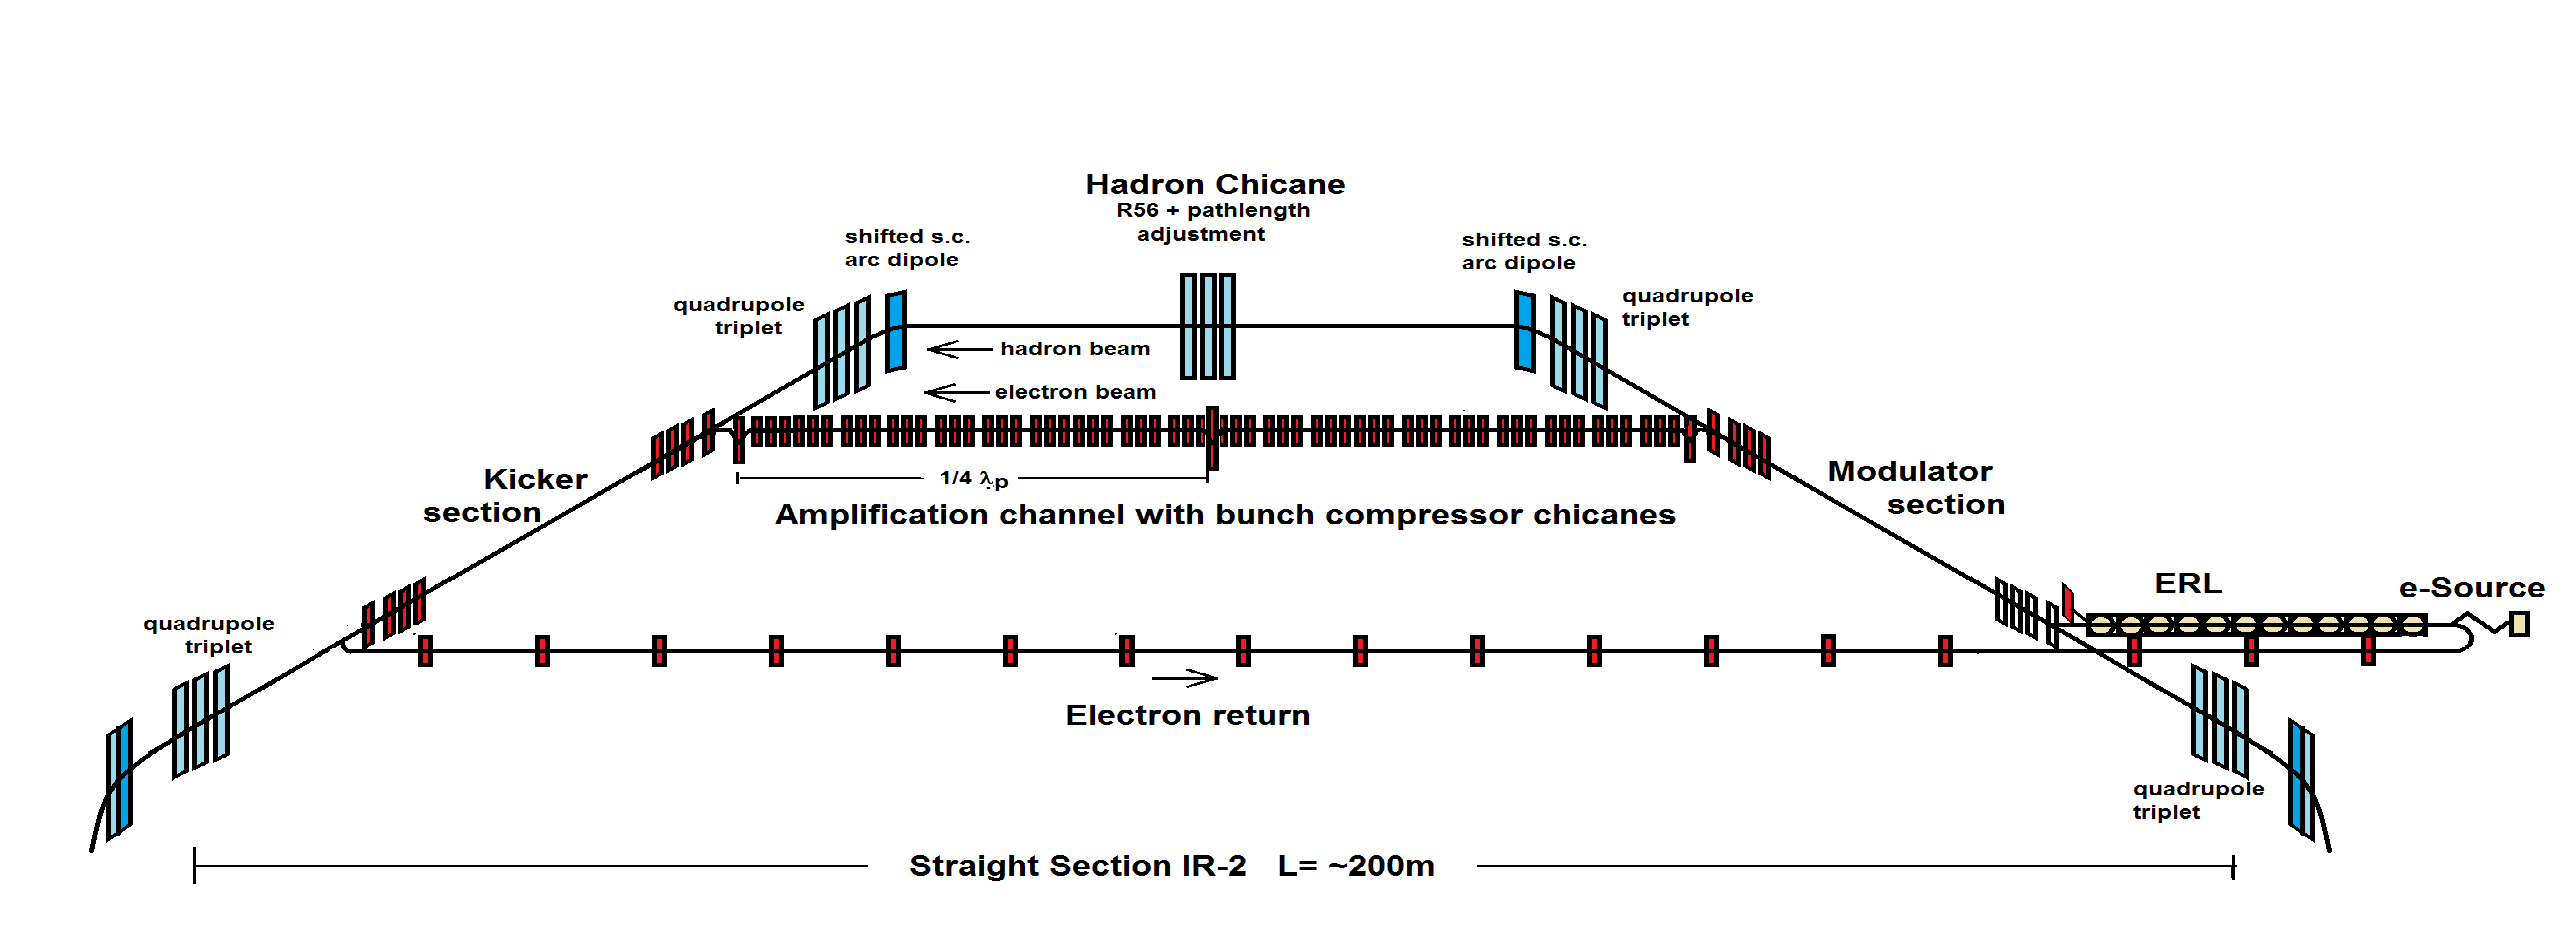 Hadron Chicane
R56 + pathlength
adjustment
shifted s.c.
arc dipole
shifted s.c.
arc dipole
quadrupole
triplet
quadrupole
triplet
hadron beam
electron beam
Kicker
section
1/4 λp
Modulator
section
Amplification channel with bunch compressor chicanes
ERL
e-Source
quadrupole
triplet
Electron return
quadrupole
triplet
Straight Section IR-2 L= ~200m